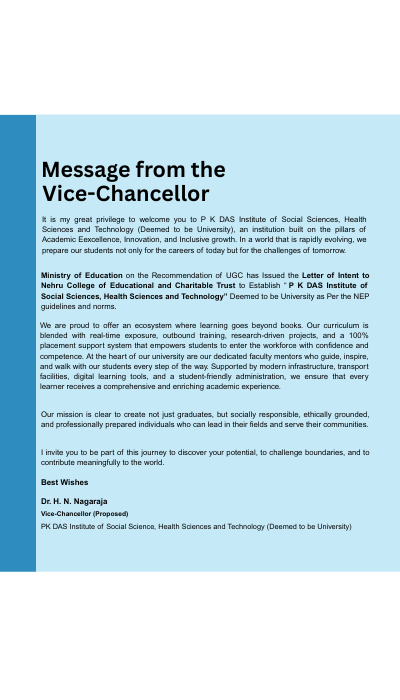 Message from the
Vice-Chancellor
It is my great privilege to welcome you to P K DAS Institute of Social Sciences, Health
Sciences and Technology (Deemed to be University), an institution built on the pillars of
Academic Eexcellence, Innovation, and Inclusive growth. In a world that is rapidly evolving, we
prepare our students not only for the careers of today but for the challenges of tomorrow.
Ministry of Education on the Recommendation of UGC has Issued the Letter of Intent to
Nehru College of Educational and Charitable Trust to Establish " P K DAS Institute of
Social Sciences, Health Sciences and Technology" Deemed to be University as Per the NEP
guidelines and norms.
We are proud to offer an ecosystem where learning goes beyond books. Our curriculum is
blended with real-time exposure, outbound training, research-driven projects, and a 100%
placement support system that empowers students to enter the workforce with confidence and
competence. At the heart of our university are our dedicated faculty mentors who guide, inspire,
and walk with our students every step of the way. Supported by modern infrastructure, transport
facilities, digital learning tools, and a student-friendly administration, we ensure that every
learner receives a comprehensive and enriching academic experience.
Our mission is clear to create not just graduates, but socially responsible, ethically grounded,
and professionally prepared individuals who can lead in their fields and serve their communities.
I invite you to be part of this journey to discover your potential, to challenge boundaries, and to
contribute meaningfully to the world.
Best Wishes
Dr. H. N. Nagaraja
Vice-Chancellor (Proposed)
PK DAS Institute of Social Science, Health Sciences and Technology (Deemed to be University)